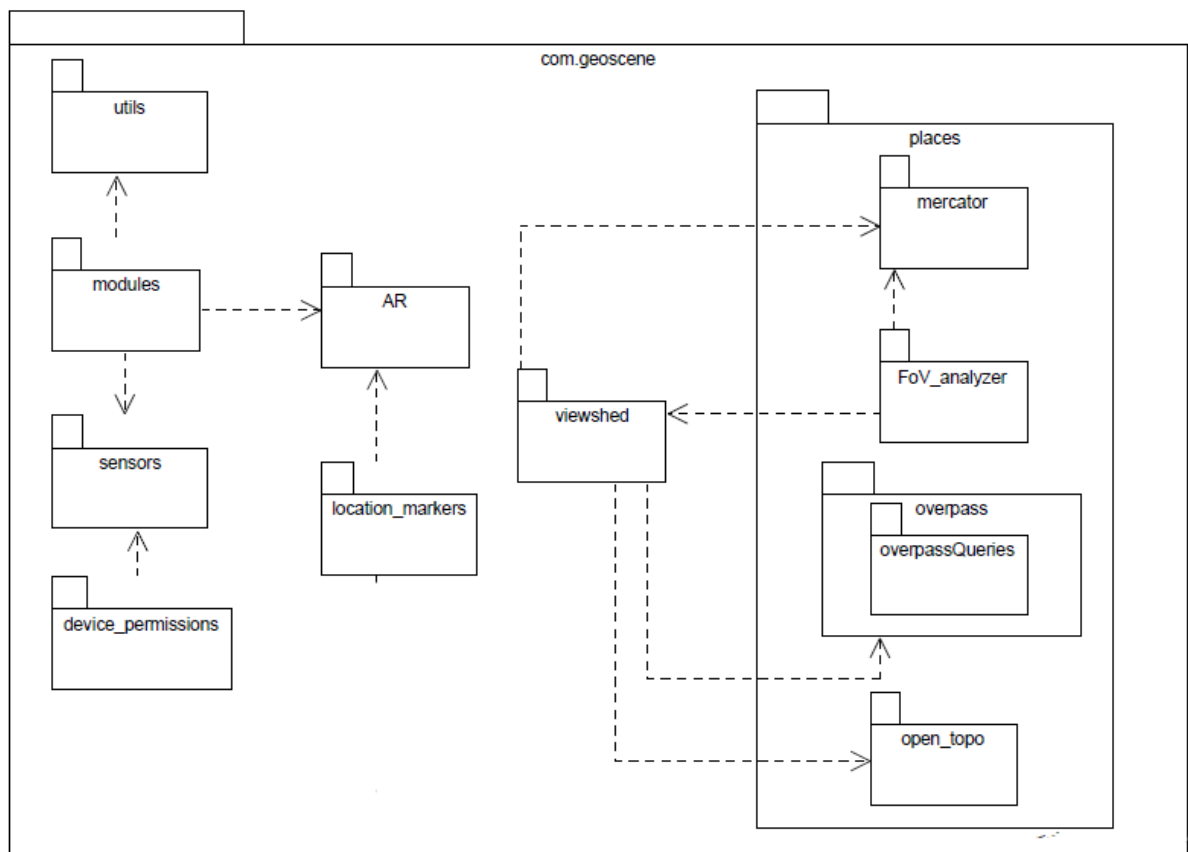 com.geoscene
utils
places
mercator
modules
AR
FoV_analyzer
viewshed
sensors
location_markers
overpass
overpassQueries
device_permissions
open_topo